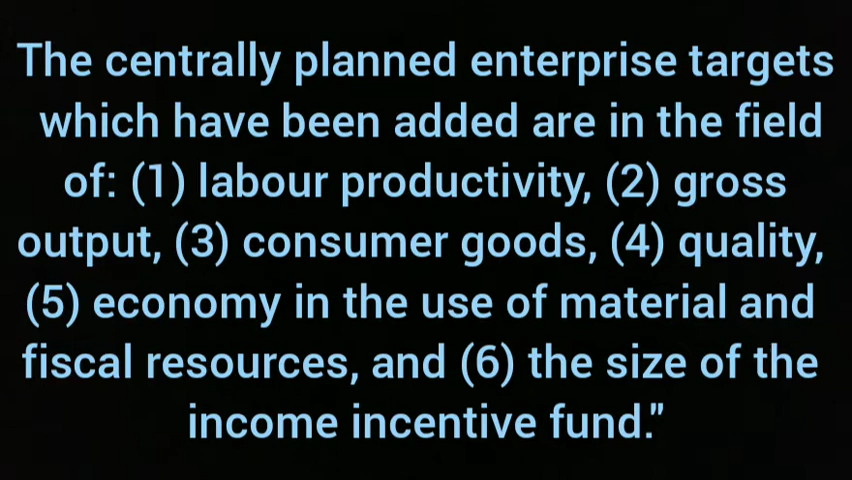 The centrally planned enterprise targets
which have been added are in the field
of: (1) labour productivity, (2) gross
output, (3) consumer goods, (4) quality,
(5) economy in the use of material and
fiscal resources, and (6) the size of the
income incentive fund."